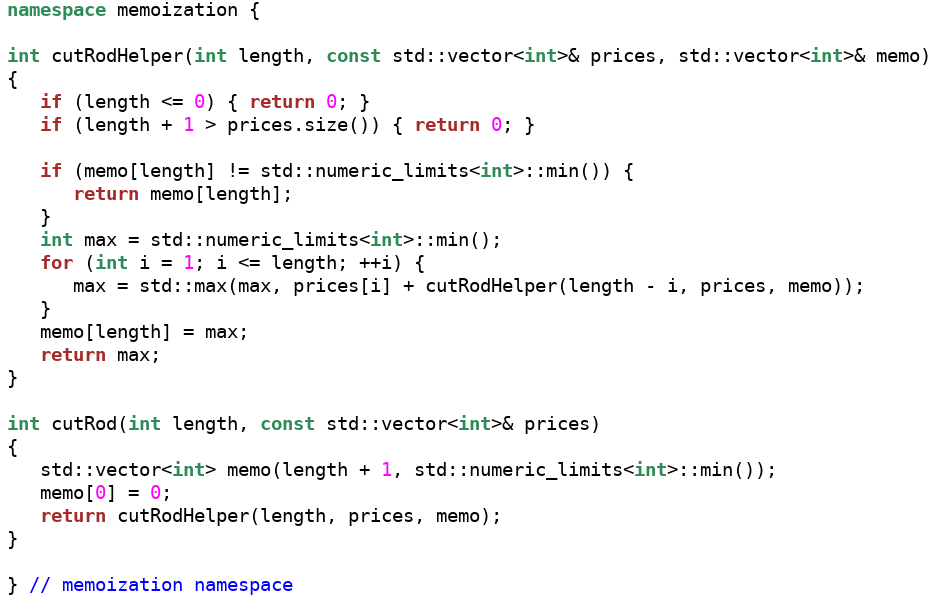 namespace memoization {

int cutRodHelper(int length, const std::vector<int>& prices, std::vector<int>& memo)
{
   if (length <= 0) { return 0; }
   if (length + 1 > prices.size()) { return 0; }

   if (memo[length] != std::numeric_limits<int>::min()) {
      return memo[length];
   }
   int max = std::numeric_limits<int>::min();
   for (int i = 1; i <= length; ++i) {
      max = std::max(max, prices[i] + cutRodHelper(length - i, prices, memo));
   }
   memo[length] = max;
   return max;
}

int cutRod(int length, const std::vector<int>& prices)
{
   std::vector<int> memo(length + 1, std::numeric_limits<int>::min());
   memo[0] = 0;
   return cutRodHelper(length, prices, memo);
}

} // memoization namespace